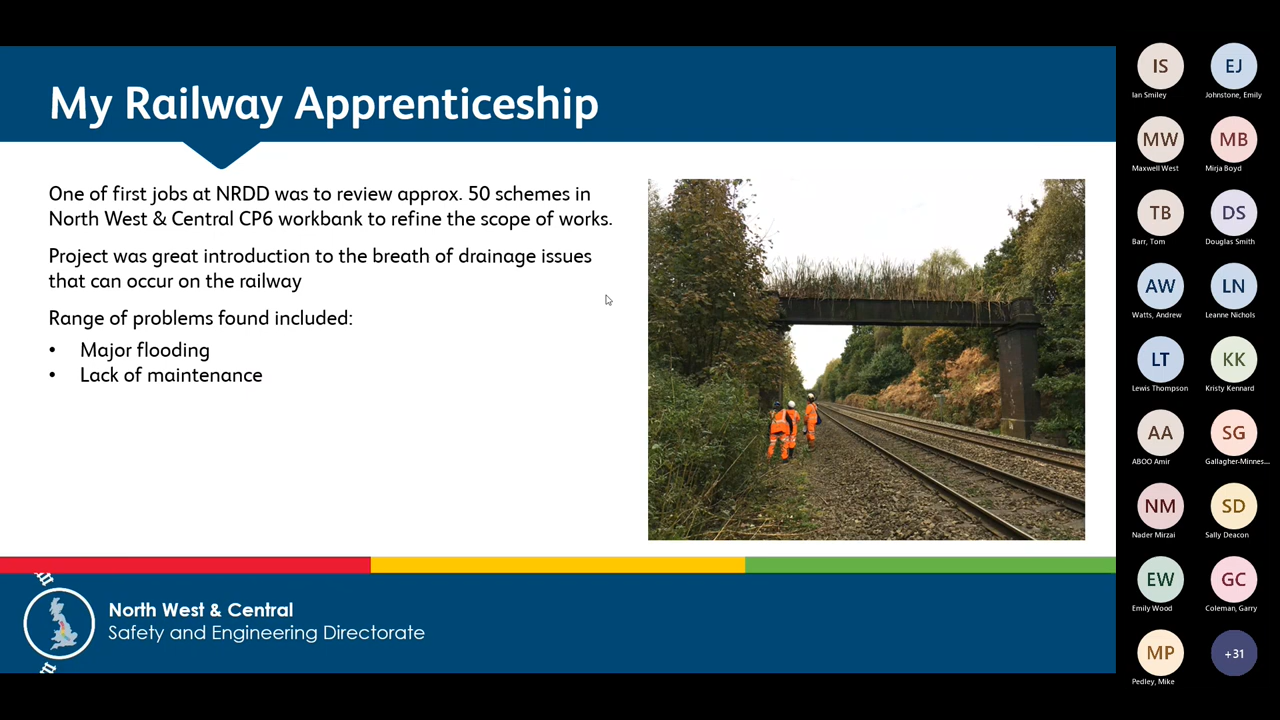 My Railway Apprenticeship
One of first jobs at NRDD was to review approx. 50 schemes in
North West & Central CP6 workbank to refine the scope of works.
Project was great introduction to the breath of drainage issues
that can occur on the railway
Range of problems found included:
• Major flooding
• Lack of maintenance
North West & Central
Safety and Engineering Directorate
IS
Ian Smiley
EJ
Johnstone, Emily
MW
Maxwell West
MB
Mirja Boyd
TB
Barr, Tom
DS
Douglas Smith
AW
Watts, Andrew
LN
Leanne Nichols
LT
Lewis Thompson
KK
Kristy Kennard
AA
ABOO Amir
SG
Gallagher-Minnes...
NM
Nader Mirzai
SD
Sally Deacon
EW
Emily Wood
GC
Coleman, Garry
MP
Pedley, Mike
+31